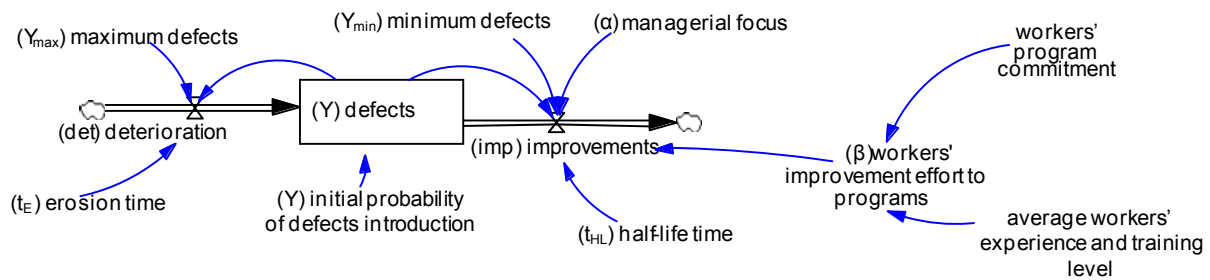 (Ymax) maximum defects
(Ymin) minimum defects
(α) managerial focus
workers'
program
commitment
(Y) defects
(det) deterioration
(imp) improvements
(β)workers'
improvement effort to
programs
(tE) erosion time
(Y) initial probability
of defects introduction
(tHL) half-life time
average workers'
experience and training
level